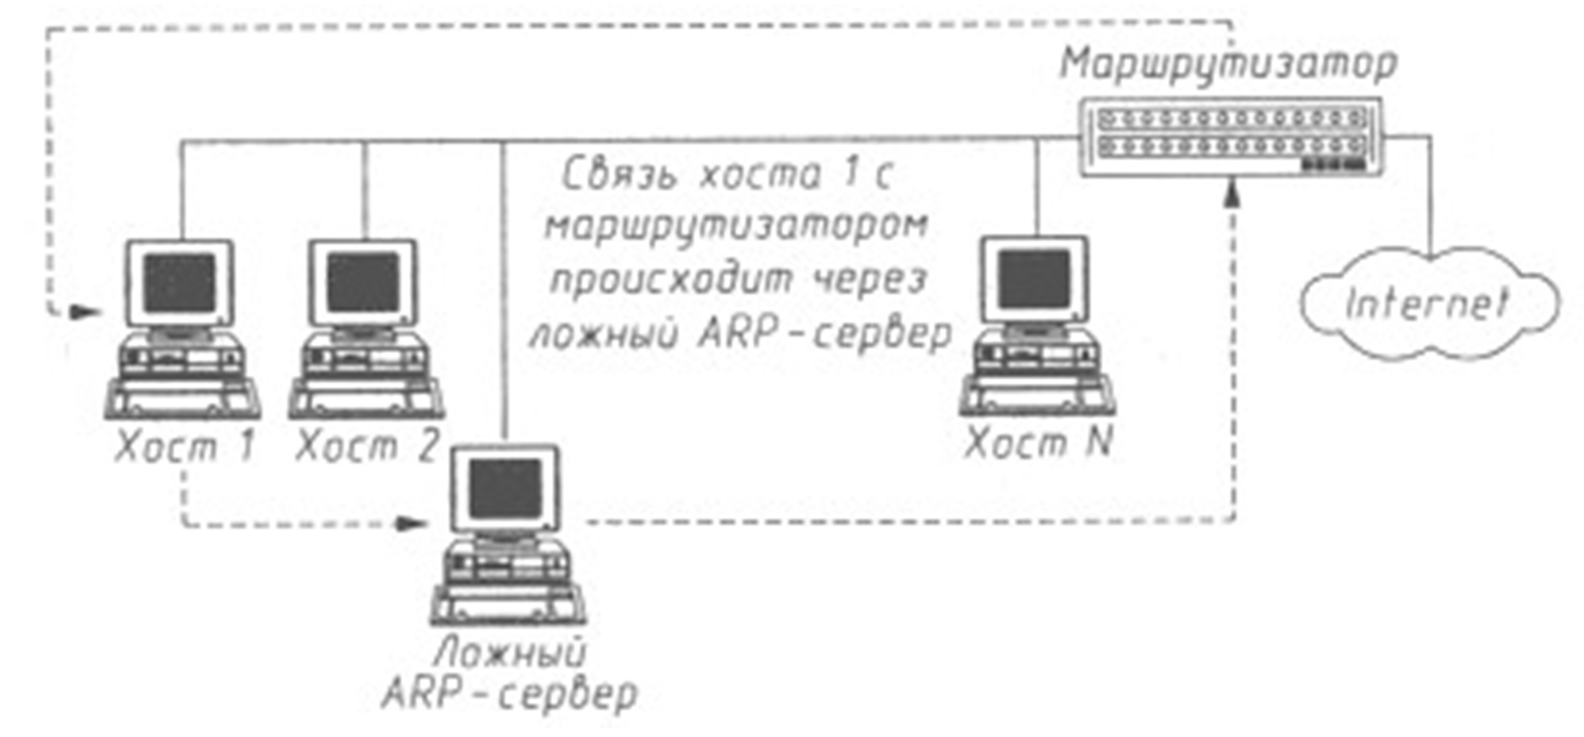 Маршрутизатор
Связь хоста 1 с
маршрутизатором
происходит через
ложный ARP-сервер
Internet
Хост 1
Хост 2
Хост N
Ложный
ARP-сервер